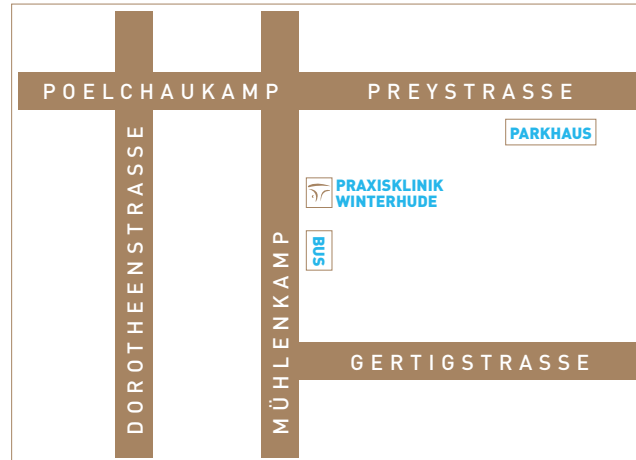 POELCHAUKAMP
PREYSTRASSE
PARKHAUS
DOROTHEENSTRASSE
MÜHLENKAMP
PRAXISKLINIK
WINTERHUDE
BUS
GERTIGSTRASSE